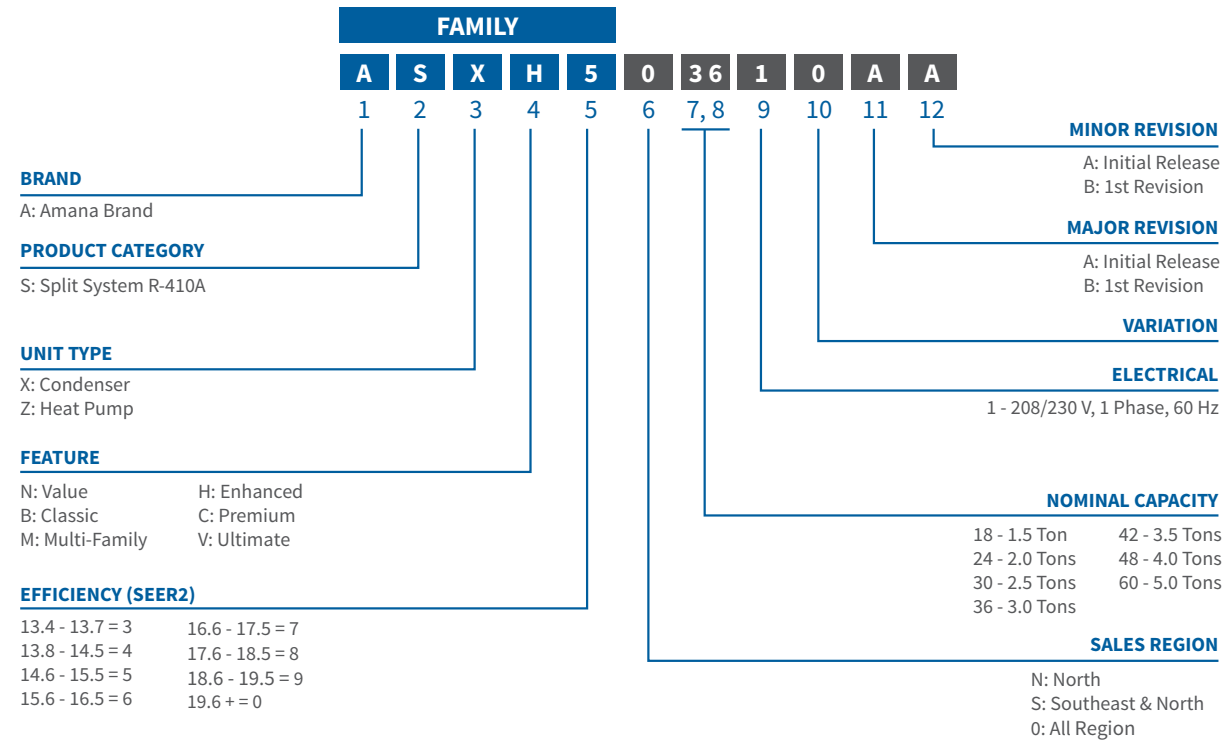 FAMILY
A S X H 5 0 36 1 0 A A
1 2 3 4 5 6 7, 8 9 10 11 12
BRAND
A: Amana Brand
PRODUCT CATEGORY
S: Split System R-410A
UNIT TYPE
X: Condenser
Z: Heat Pump
FEATURE
N: Value H: Enhanced
B: Classic C: Premium
M: Multi-Family V: Ultimate
EFFICIENCY (SEER2)
13.4 - 13.7 = 3 16.6 - 17.5 = 7
13.8 - 14.5 = 4 17.6 - 18.5 = 8
14.6 - 15.5 = 5 18.6 - 19.5 = 9
15.6 - 16.5 = 6 19.6 + = 0
MINOR REVISION
A: Initial Release
B: 1st Revision
MAJOR REVISION
A: Initial Release
B: 1st Revision
VARIATION
ELECTRICAL
1 - 208/230 V, 1 Phase, 60 Hz
NOMINAL CAPACITY
18 - 1.5 Ton 42 - 3.5 Tons
24 - 2.0 Tons 48 - 4.0 Tons
30 - 2.5 Tons 60 - 5.0 Tons
36 - 3.0 Tons
SALES REGION
N: North
S: Southeast & North
0: All Region